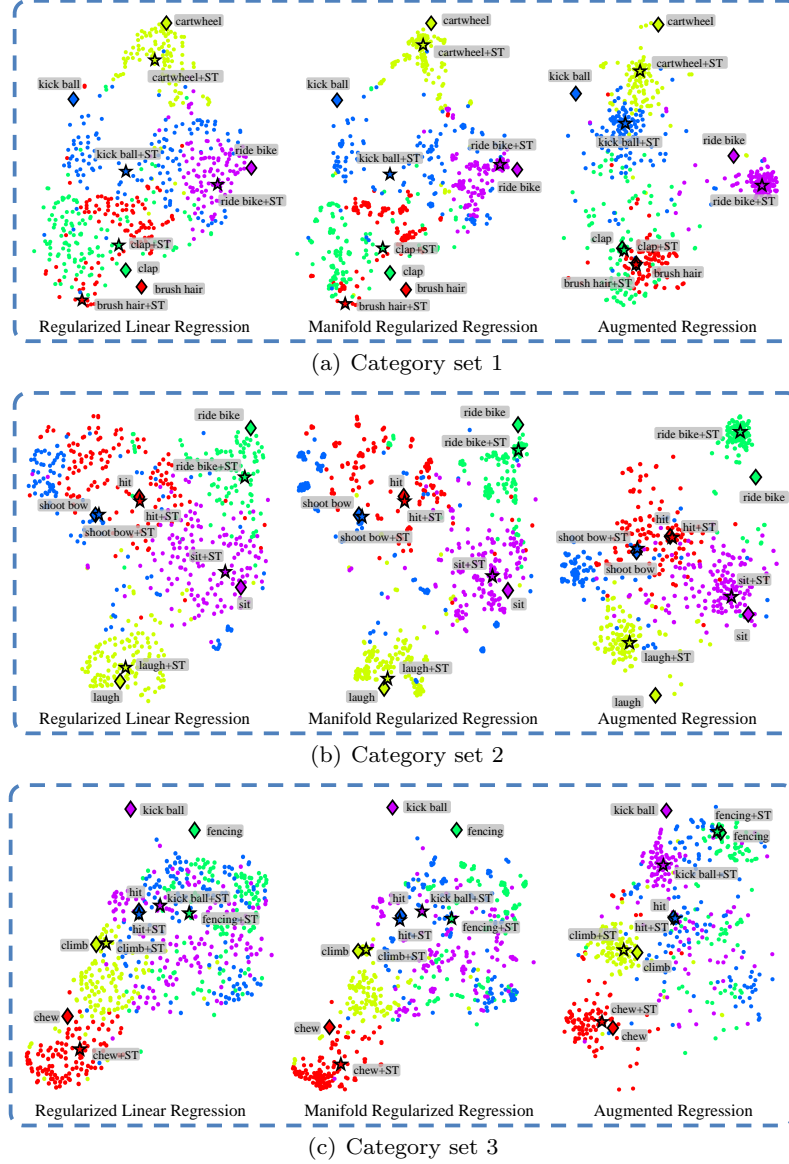 cartwheel
cartwheel+ST
kick ball
kick ball+ST
ride bike
ride bike+ST
clap+ST
clap
brush hair
brush hair+ST
Regularized Linear Regression
cartwheel
cartwheel+ST
kick ball
kick ball+ST
ride bike+ST
ride bike
clap+ST
clap
brush hair
brush hair+ST
Manifold Regularized Regression
cartwheel
cartwheel+ST
kick ball
kick ball+ST
ride bike
ride bike+ST
clap
clap+ST
brush hair
brush hair+ST
Augmented Regression
(a) Category set 1
ride bike
ride bike+ST
hit
hit+ST
shoot bow
shoot bow+ST
sit+ST
sit
laugh+ST
laugh
Regularized Linear Regression
ride bike
ride bike+ST
hit
hit+ST
shoot bow
shoot bow+ST
sit+ST
sit
laugh+ST
laugh
Manifold Regularized Regression
ride bike+ST
ride bike
hit
hit+ST
shoot bow+ST
shoot bow
sit+ST
sit
laugh+ST
laugh
Augmented Regression
(b) Category set 2
kick ball
fencing
hit
kick ball+ST
hit+ST
fencing+ST
climb
climb+ST
chew
chew+ST
Regularized Linear Regression
kick ball
fencing
hit
kick ball+ST
hit+ST
fencing+ST
climb
climb+ST
chew
chew+ST
Manifold Regularized Regression
kick ball
fencing+ST
fencing
kick ball+ST
hit
hit+ST
climb+ST
climb
chew+ST
chew
Augmented Regression
(c) Category set 3